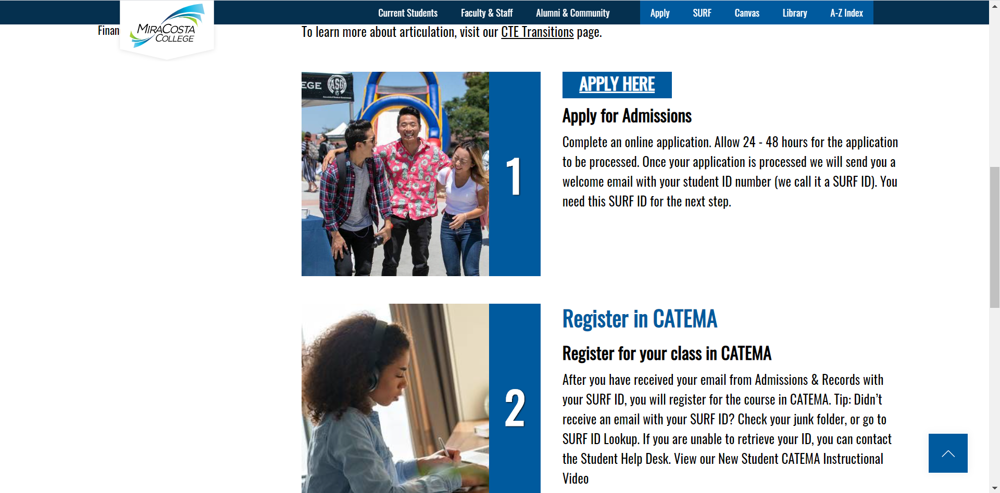 Current Students Faculty & Staff Alumni & Community Apply SURF Canvas Library A-Z Index
MIRACOSTA
COLLEGE
Finan
To learn more about articulation, visit our CTE Transitions page.
EGE ASG
Associated Student Government
1
APPLY HERE
Apply for Admissions
Complete an online application. Allow 24 - 48 hours for the application
to be processed. Once your application is processed we will send you a
welcome email with your student ID number (we call it a SURF ID). You
need this SURF ID for the next step.
2
Register in CATEMA
Register for your class in CATEMA
After you have received your email from Admissions & Records with
your SURF ID, you will register for the course in CATEMA. Tip: Didn’t
receive an email with your SURF ID? Check your junk folder, or go to
SURF ID Lookup. If you are unable to retrieve your ID, you can contact
the Student Help Desk. View our New Student CATEMA Instructional
Video